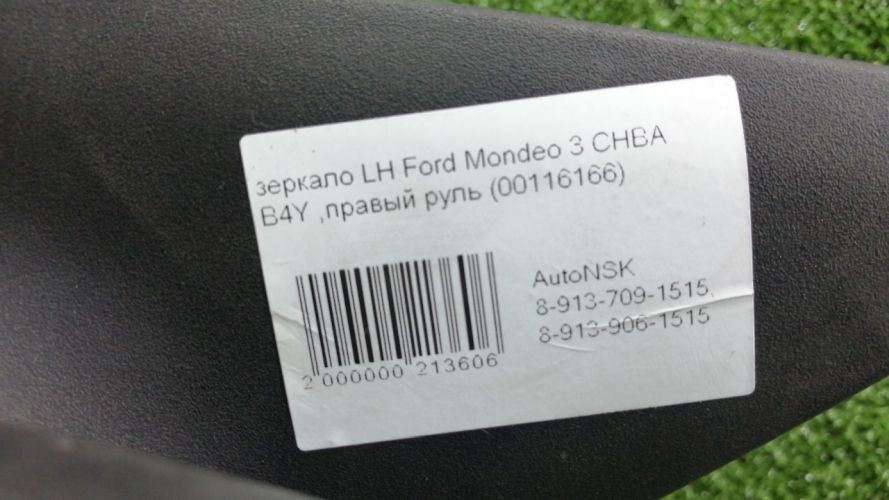 зеркало LH Ford Mondeo 3 CHBA
B4Y ,правый руль (00116166)
AutoNSK
8-913-709-1515,
8-913-906-1515
2 000000 213606